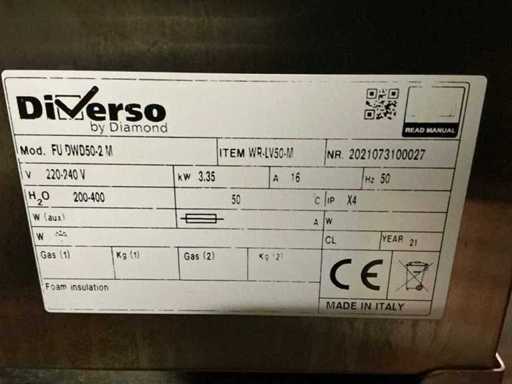 DiVerso
by Diamond
READ MANUAL
Mod. FU DWD50-2 M ITEM WR-LV50-M NR. 2021073100027
V 220-240 V kW 3.35 A 16 Hz 50
H2O 200-400 50 °C IP X4
W (aux) A W
W CL YEAR 21
Gas (1) Kg (1) Gas (2) Kg (2)
CE
Foam insulation
MADE IN ITALY